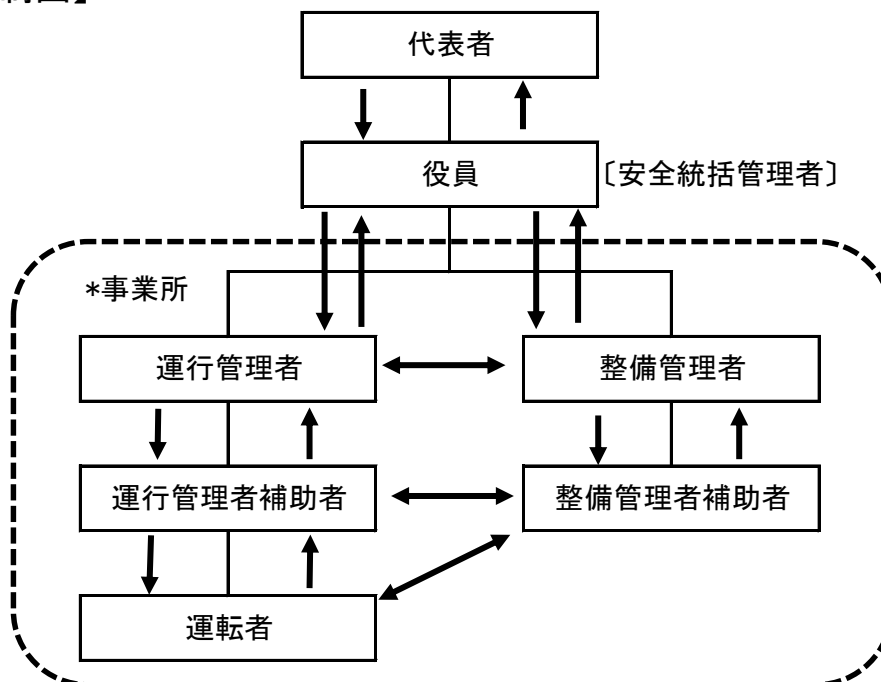 代表者
役員
〔安全統括管理者〕
*事業所
運行管理者
整備管理者
運行管理者補助者
整備管理者補助者
運転者